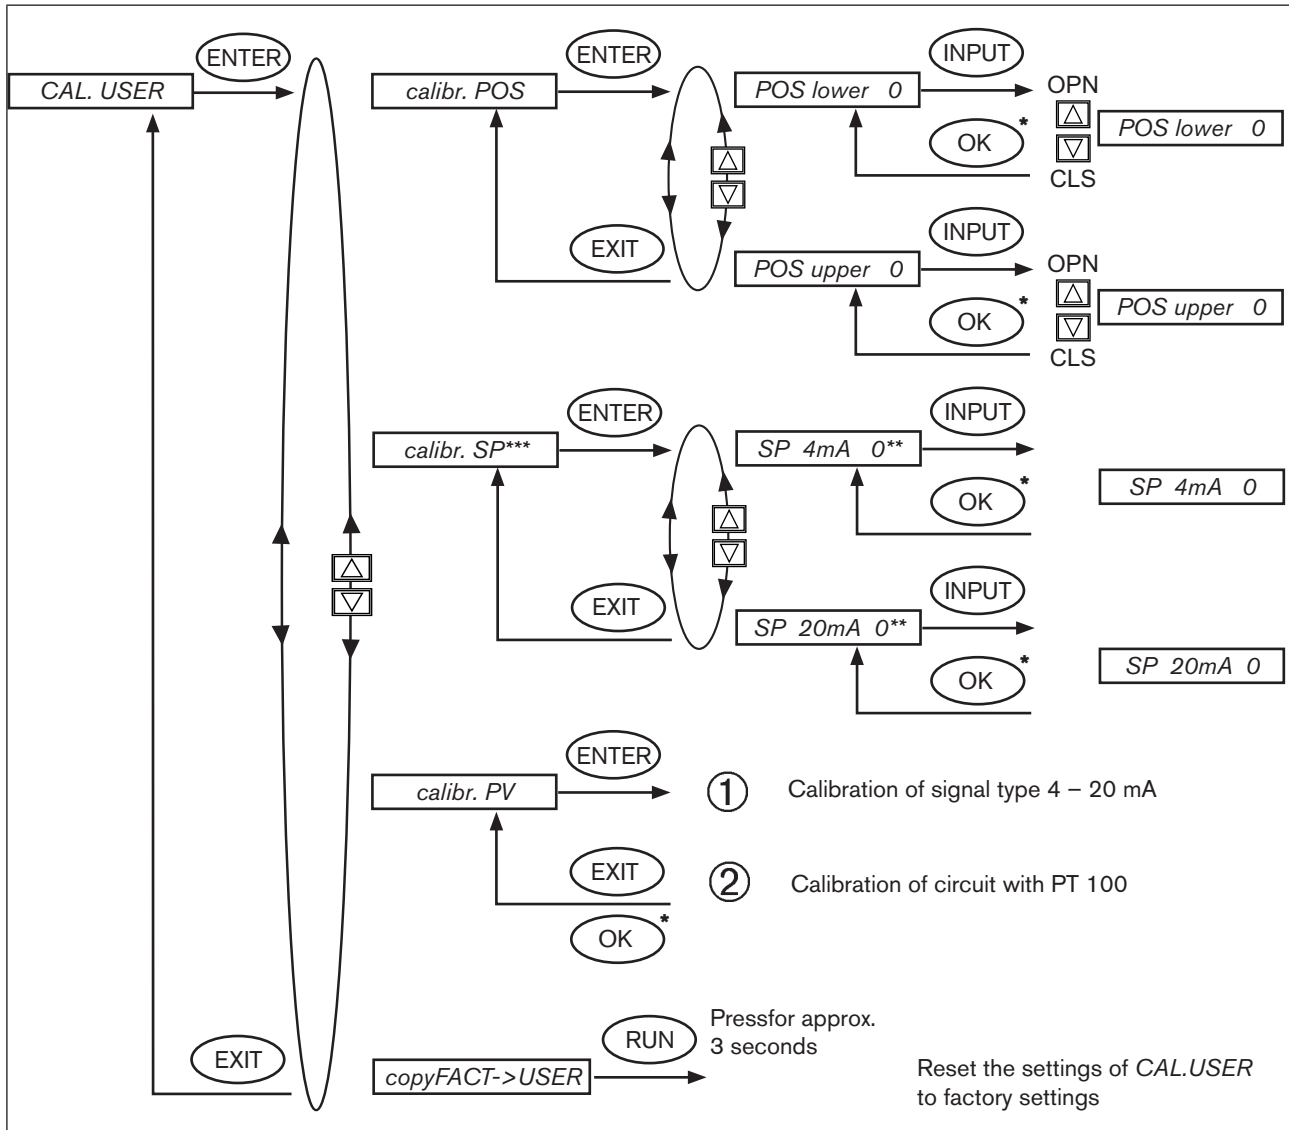 ENTER
CAL. USER
ENTER
calibr. POS
INPUT
POS lower 0
OPN
POS lower 0
OK *
CLS
EXIT
INPUT
POS upper 0
OPN
POS upper 0
OK *
CLS
ENTER
calibr. SP***
INPUT
SP 4mA 0**
OK *
SP 4mA 0
EXIT
INPUT
SP 20mA 0**
OK *
SP 20mA 0
ENTER
calibr. PV
① Calibration of signal type 4 – 20 mA
EXIT
② Calibration of circuit with PT 100
OK *
EXIT
copyFACT->USER
RUN
Pressfor approx.
3 seconds
Reset the settings of CAL.USER
to factory settings